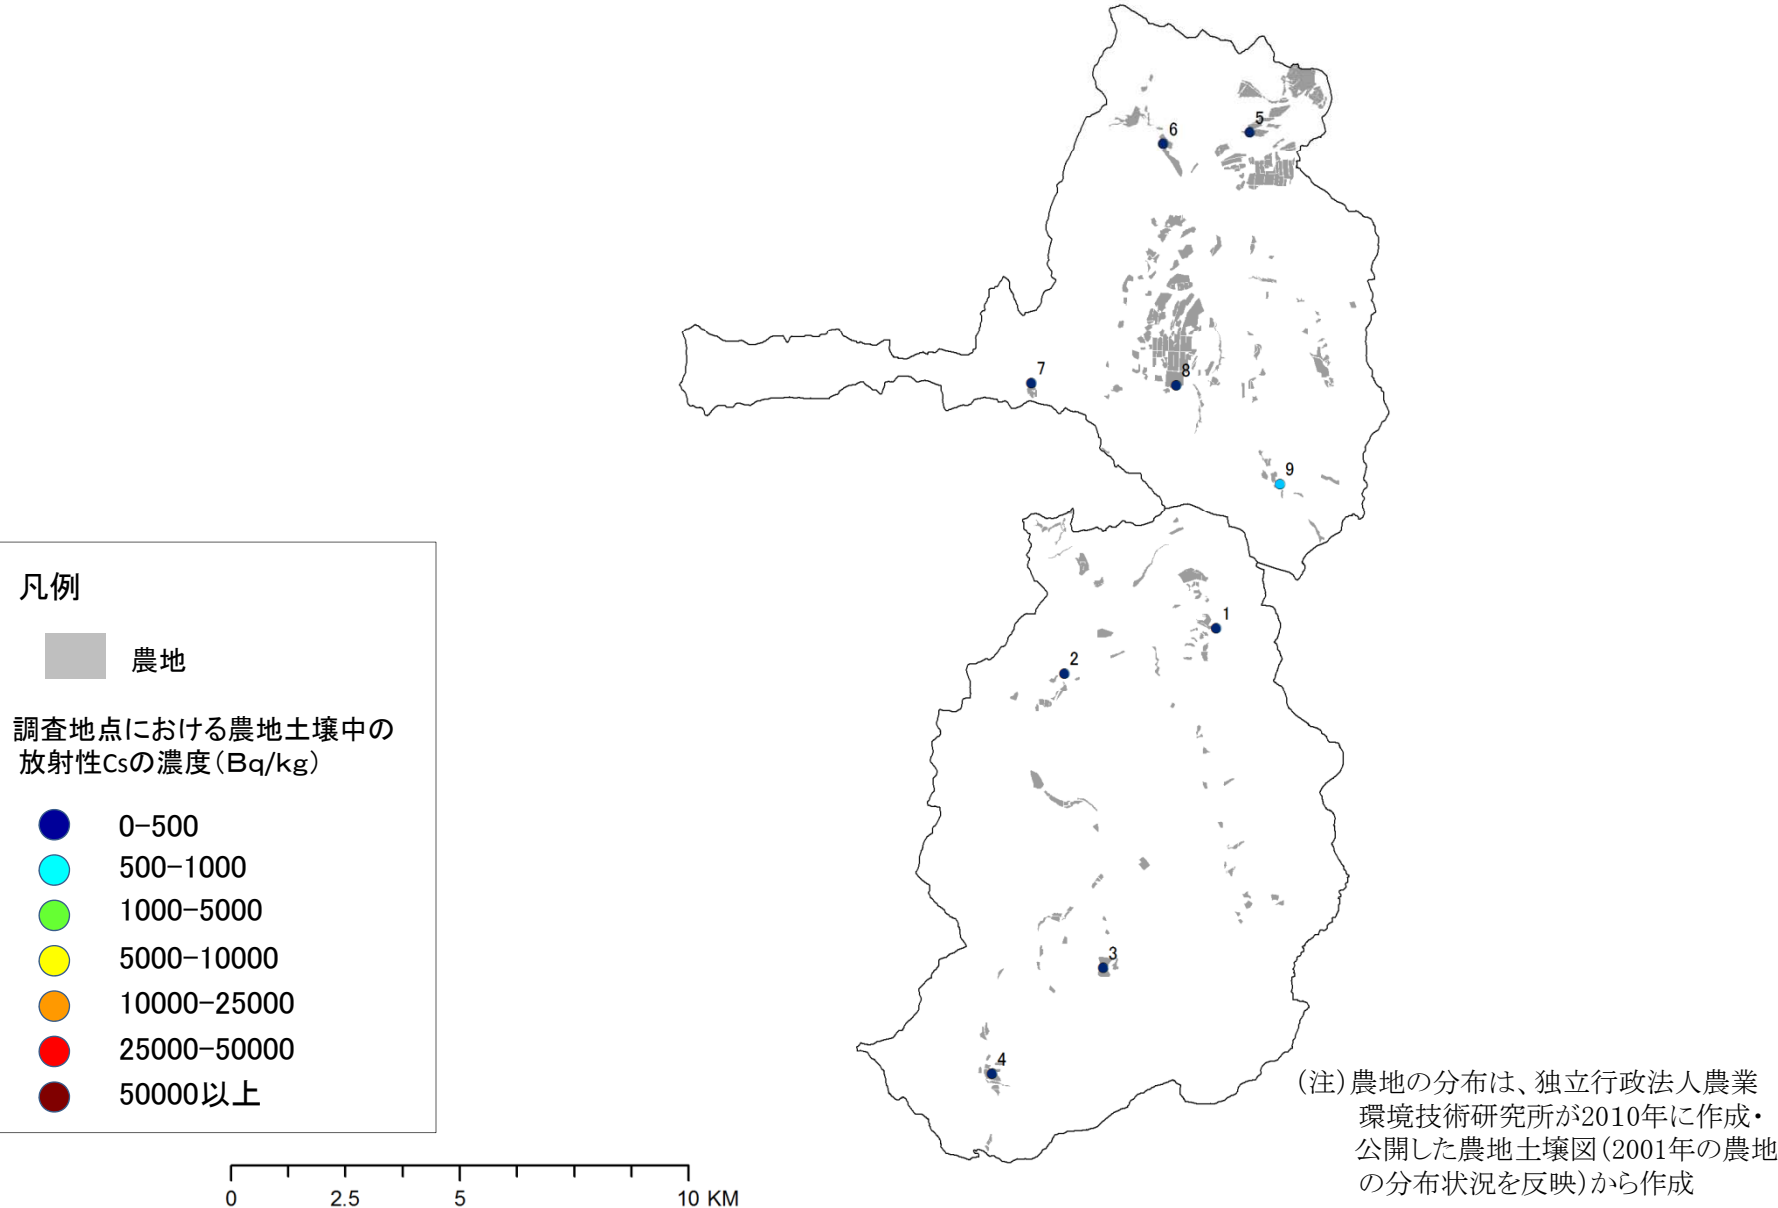 6
5
7
8
9
1
2
3
4
凡例
農地
調査地点における農地土壌中の
放射性Csの濃度(Bq/kg)
0-500
500-1000
1000-5000
5000-10000
10000-25000
25000-50000
50000以上
0 2.5 5 10 KM
(注)農地の分布は、独立行政法人農業
環境技術研究所が2010年に作成・
公開した農地土壌図(2001年の農地
の分布状況を反映)から作成